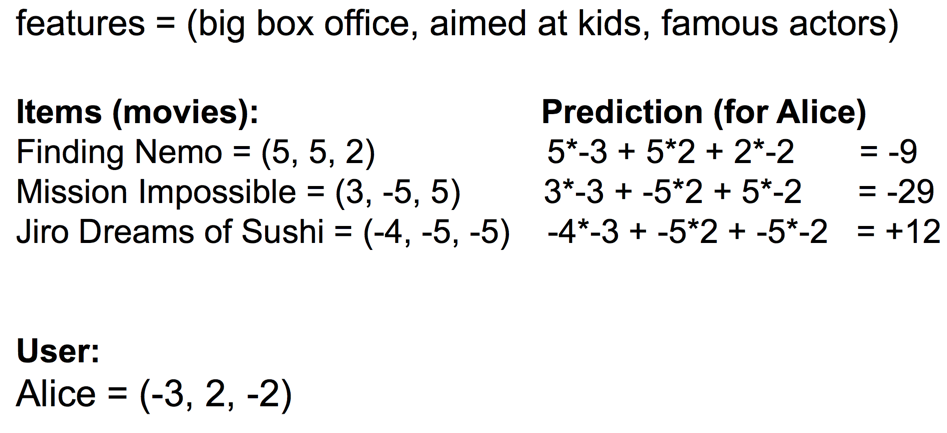 features = (big box office, aimed at kids, famous actors)
Items (movies): Prediction (for Alice)
Finding Nemo = (5, 5, 2) 5*-3 + 5*2 + 2*-2 = -9
Mission Impossible = (3, -5, 5) 3*-3 + -5*2 + 5*-2 = -29
Jiro Dreams of Sushi = (-4, -5, -5) -4*-3 + -5*2 + -5*-2 = +12
User:
Alice = (-3, 2, -2)